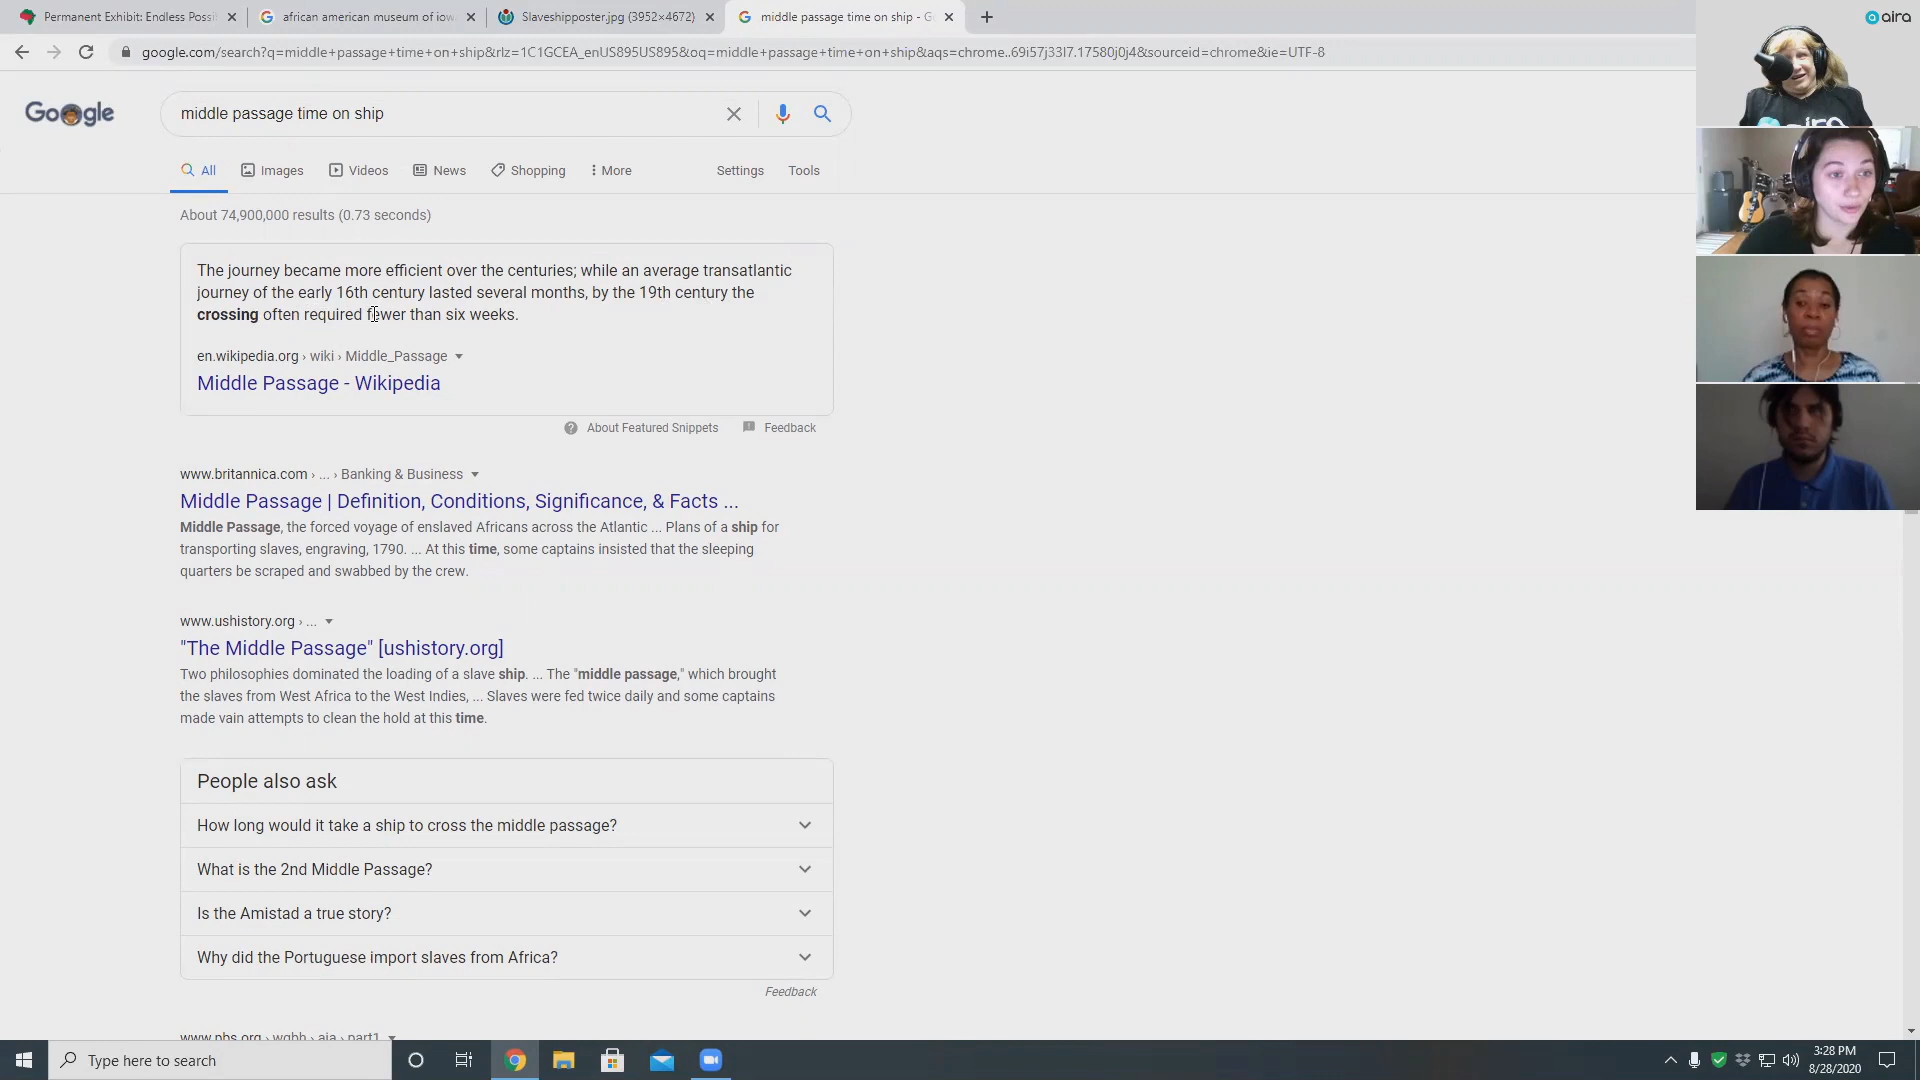 Permanent Exhibit: Endless Possi
african american museum of iow
Slaveshipposter.jpg (3952×4672)
middle passage time on ship - G
aira
google.com/search?q=middle+passage+time+on+ship&rlz=1C1GCEA_enUS895US895&oq=middle+passage+time+on+ship&aqs=chrome..69i57j33l7.17580j0j4&sourceid=chrome&ie=UTF-8
Google
middle passage time on ship
All
Images
Videos
News
Shopping
More
Settings
Tools
About 74,900,000 results (0.73 seconds)
The journey became more efficient over the centuries; while an average transatlantic
journey of the early 16th century lasted several months, by the 19th century the
crossing often required fewer than six weeks.
en.wikipedia.org › wiki › Middle_Passage
Middle Passage - Wikipedia
About Featured Snippets
Feedback
www.britannica.com › ... › Banking & Business
Middle Passage | Definition, Conditions, Significance, & Facts ...
Middle Passage, the forced voyage of enslaved Africans across the Atlantic ... Plans of a ship for
transporting slaves, engraving, 1790. ... At this time, some captains insisted that the sleeping
quarters be scraped and swabbed by the crew.
www.ushistory.org › ...
"The Middle Passage" [ushistory.org]
Two philosophies dominated the loading of a slave ship. ... The "middle passage," which brought
the slaves from West Africa to the West Indies, ... Slaves were fed twice daily and some captains
made vain attempts to clean the hold at this time.
People also ask
How long would it take a ship to cross the middle passage?
What is the 2nd Middle Passage?
Is the Amistad a true story?
Why did the Portuguese import slaves from Africa?
Feedback
www.pbs.org › wgbh › aia › part1
Type here to search
3:28 PM
8/28/2020